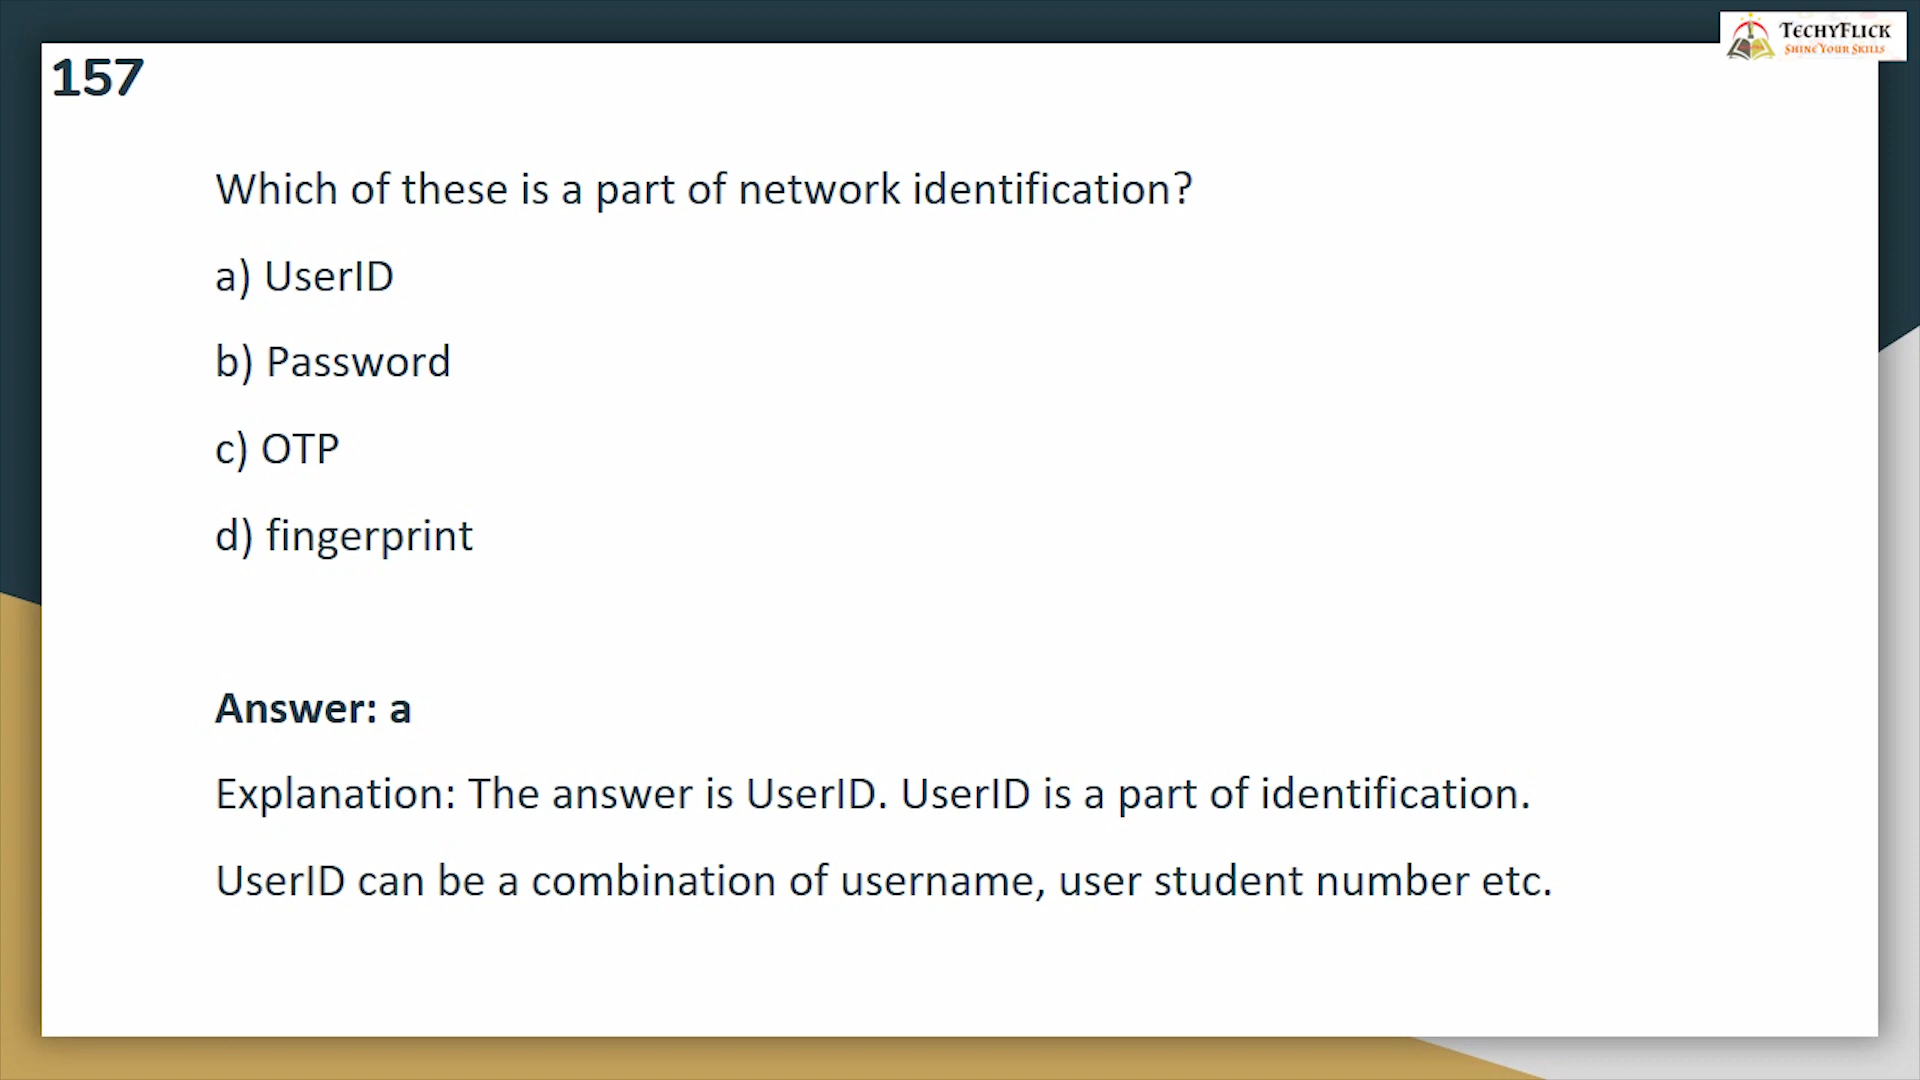 TECHYFLICK
SHINE YOUR SKILLS
157
Which of these is a part of network identification?
a) UserID
b) Password
c) OTP
d) fingerprint
Answer: a
Explanation: The answer is UserID. UserID is a part of identification.
UserID can be a combination of username, user student number etc.